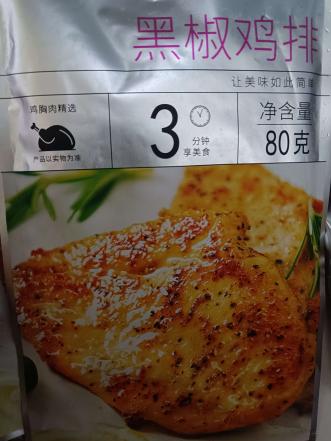 黑椒鸡排
让美味如此简单
鸡胸肉精选
产品以实物为准
3
分钟
享美食
净含量
80克